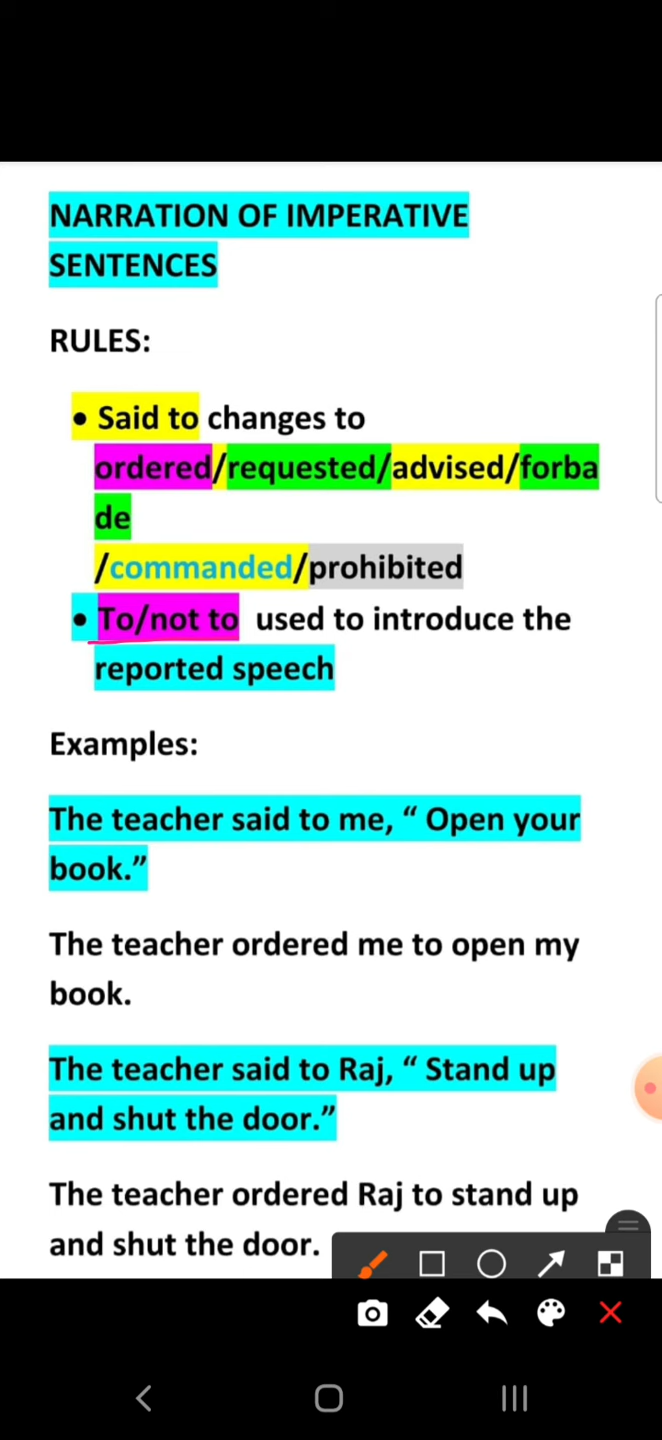 NARRATION OF IMPERATIVE
SENTENCES
RULES:
• Said to changes to
ordered/requested/advised/forba
de
/commanded/prohibited
• To/not to used to introduce the
reported speech
Examples:
The teacher said to me, “ Open your
book.”
The teacher ordered me to open my
book.
The teacher said to Raj, “ Stand up
and shut the door.”
The teacher ordered Raj to stand up
and shut the door.